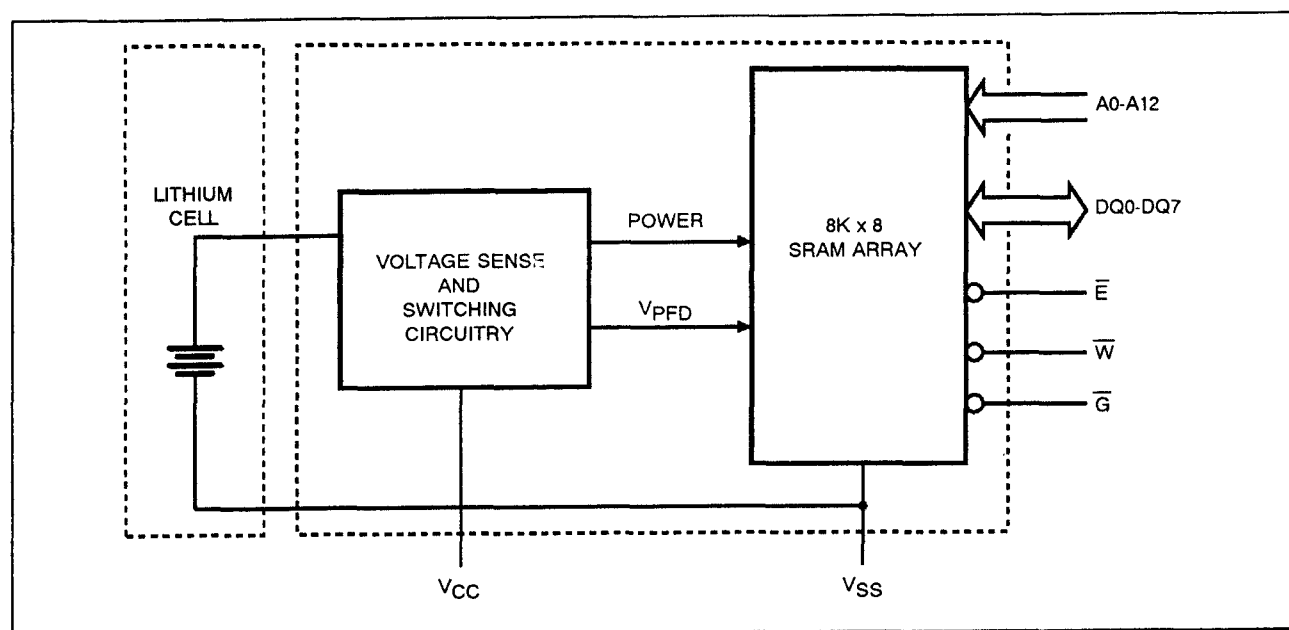 LITHIUM
CELL
VOLTAGE SENSE
AND
SWITCHING
CIRCUITRY
POWER
VPFD
8K x 8
SRAM ARRAY
A0-A12
DQ0-DQ7
E̅
W̅
G̅
VCC
VSS